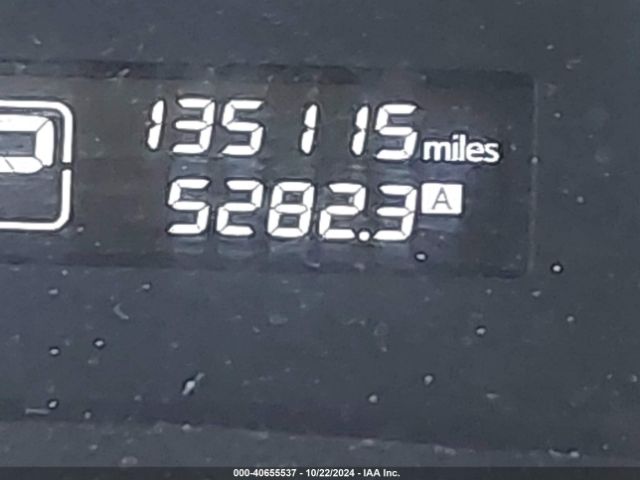 135115 miles
5282.3 A
P
000-40655537 - 10/22/2024 - IAA Inc.